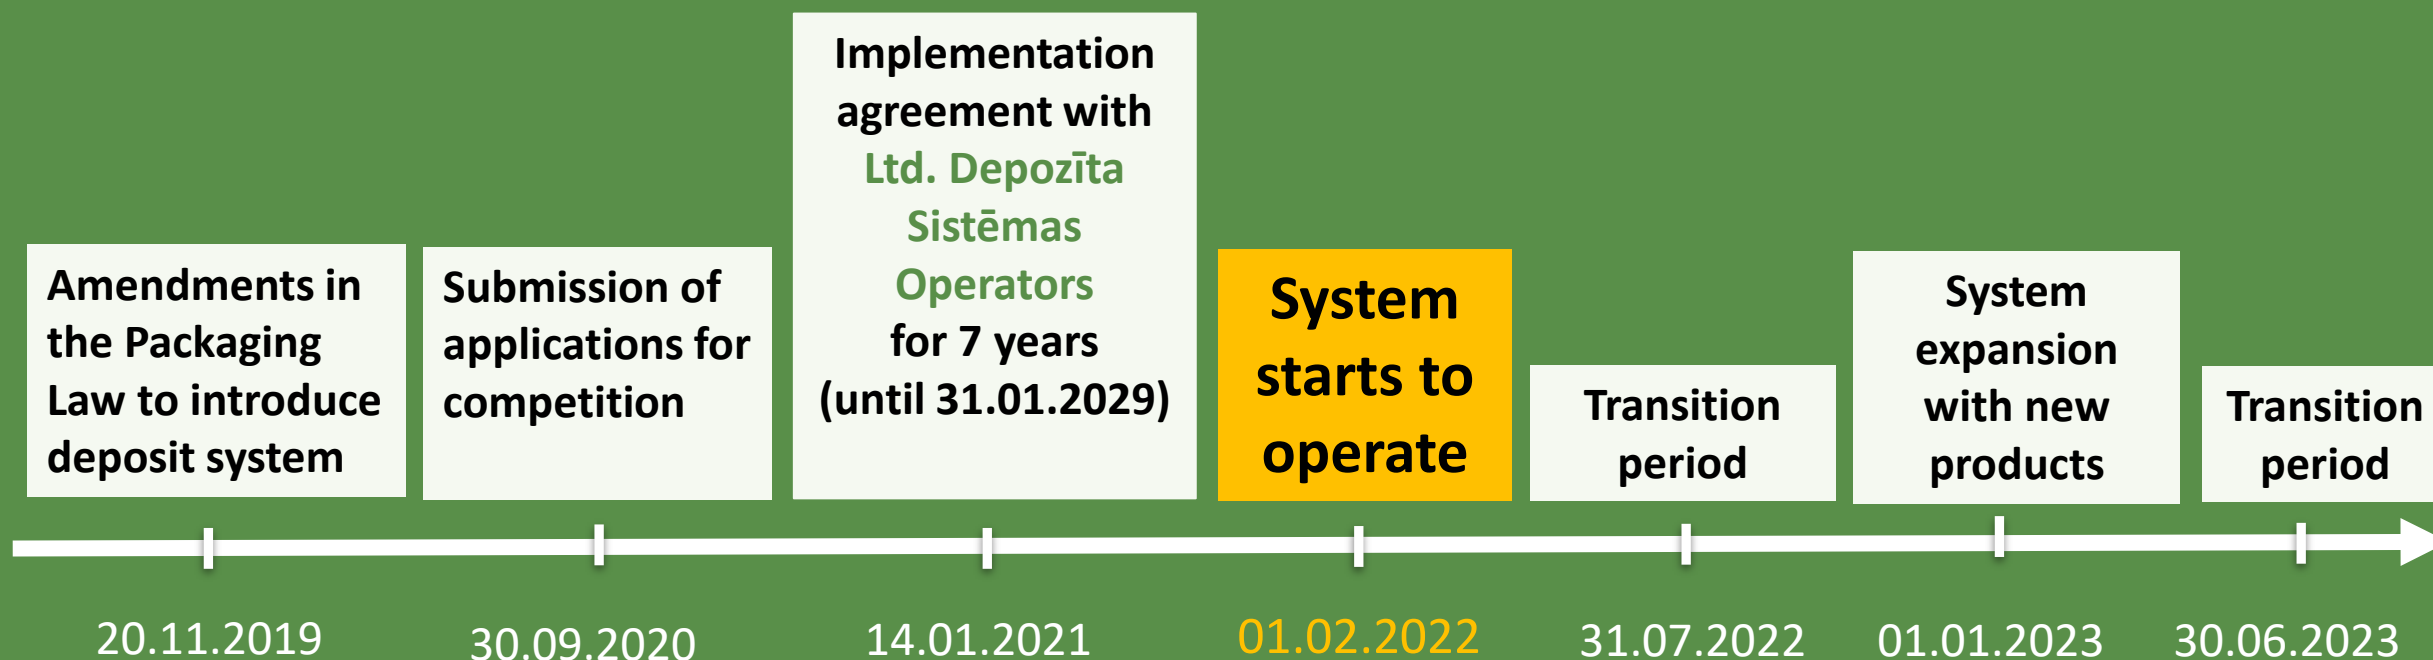 Amendments in
the Packaging
Law to introduce
deposit system
Submission of
applications for
competition
Implementation
agreement with
Ltd. Depozīta
Sistēmas
Operators
for 7 years
(until 31.01.2029)
System
starts to
operate
Transition
period
System
expansion
with new
products
Transition
period
20.11.2019
30.09.2020
14.01.2021
01.02.2022
31.07.2022
01.01.2023
30.06.2023